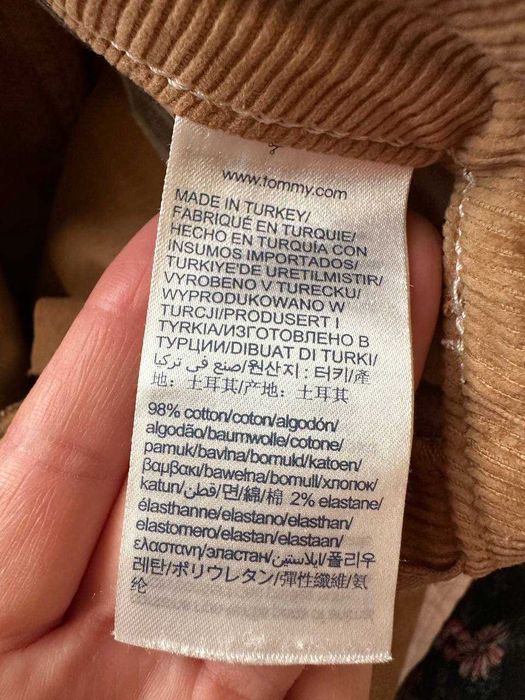 www.tommy.com
MADE IN TURKEY/
FABRIQUÉ EN TURQUIE/
HECHO EN TURQUÍA CON
INSUMOS IMPORTADOS/
TURKIYE'DE URETILMISTIR/
VYROBENO V TURECKU/
WYPRODUKOWANO W
TURCJI/PRODUSERT I
TYRKIA/ИЗГОТОВЛЕНО В
ТУРЦИИ/DIBUAT DI TURKI/
صنع في تركيا/원산지 : 터키/產
地：土耳其/产地：土耳其
98% cotton/coton/algodón/
algodão/baumwolle/cotone/
pamuk/bavlna/bomuld/katoen/
βαμβακι/bawełna/bomull/хлопок/
katun/قطن/면/綿/棉 2% elastane/
élasthanne/elastano/elasthan/
elastomero/elastan/elastaan/
ελαστανη/эластан/ايلاستين/폴리우
레탄/ポリウレタン/彈性纖維/氨
纶